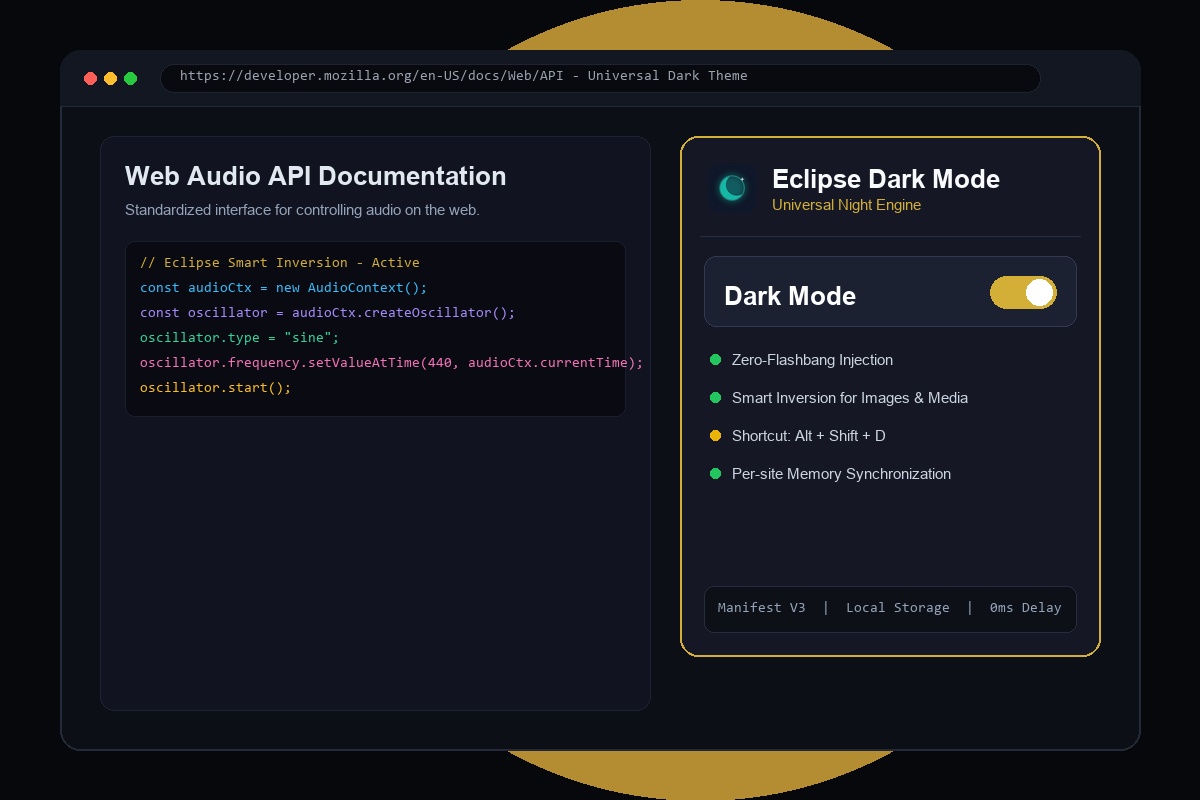 https://developer.mozilla.org/en-US/docs/Web/API - Universal Dark Theme
Web Audio API Documentation
Standardized interface for controlling audio on the web.
// Eclipse Smart Inversion - Active
const audioCtx = new AudioContext();
const oscillator = audioCtx.createOscillator();
oscillator.type = "sine";
oscillator.frequency.setValueAtTime(440, audioCtx.currentTime);
oscillator.start();
Eclipse Dark Mode
Universal Night Engine
Dark Mode
Zero-Flashbang Injection
Smart Inversion for Images & Media
Shortcut: Alt + Shift + D
Per-site Memory Synchronization
Manifest V3 | Local Storage | 0ms Delay